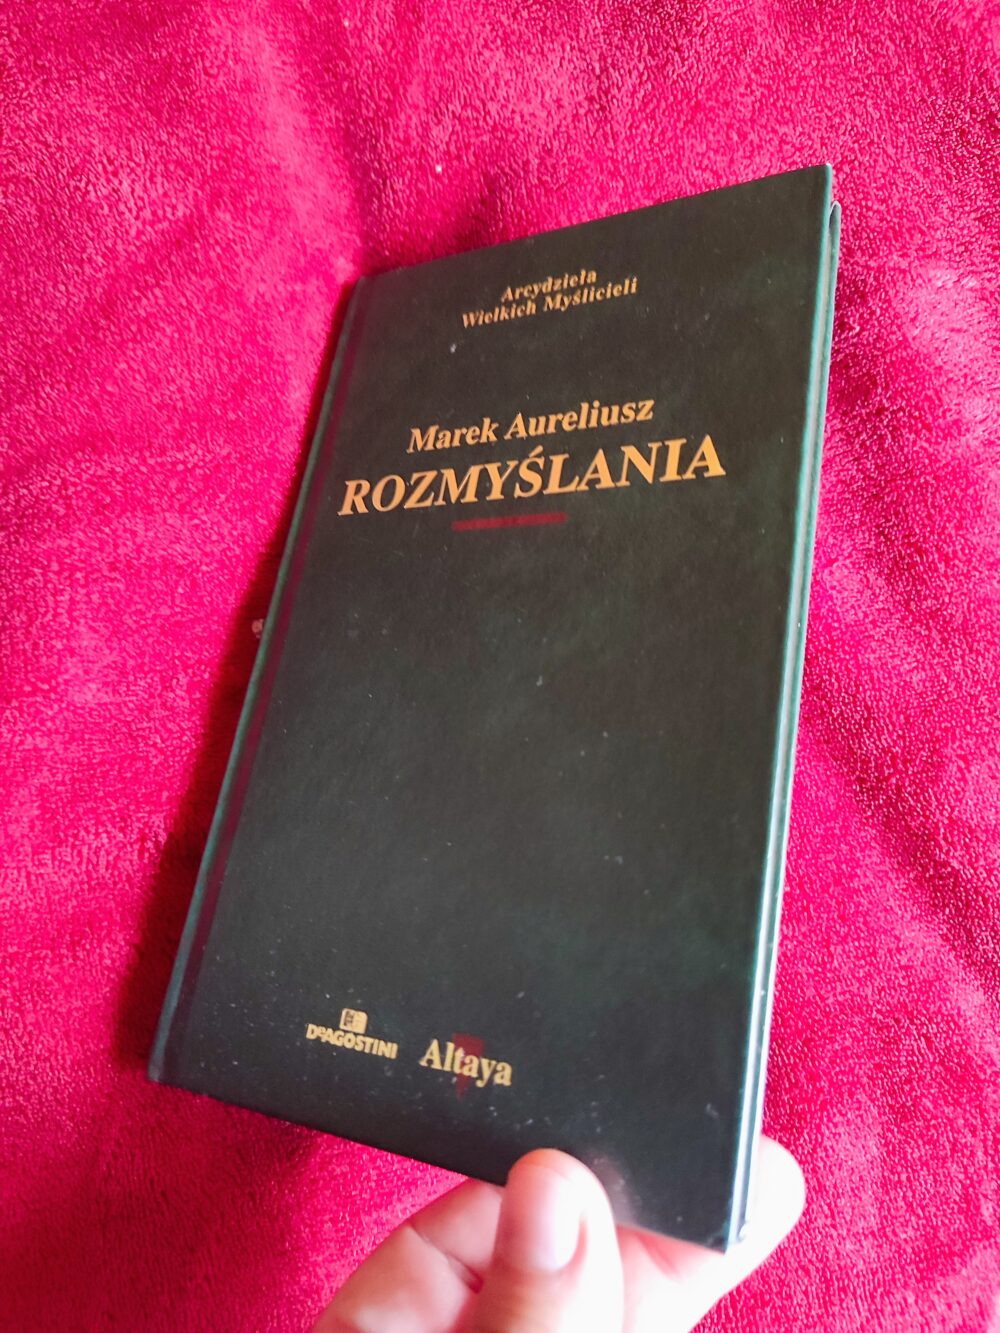 Arcydzieła
Wielkich Myślicieli
Marek Aureliusz
ROZMYŚLANIA
DeAGOSTINI
Altaya